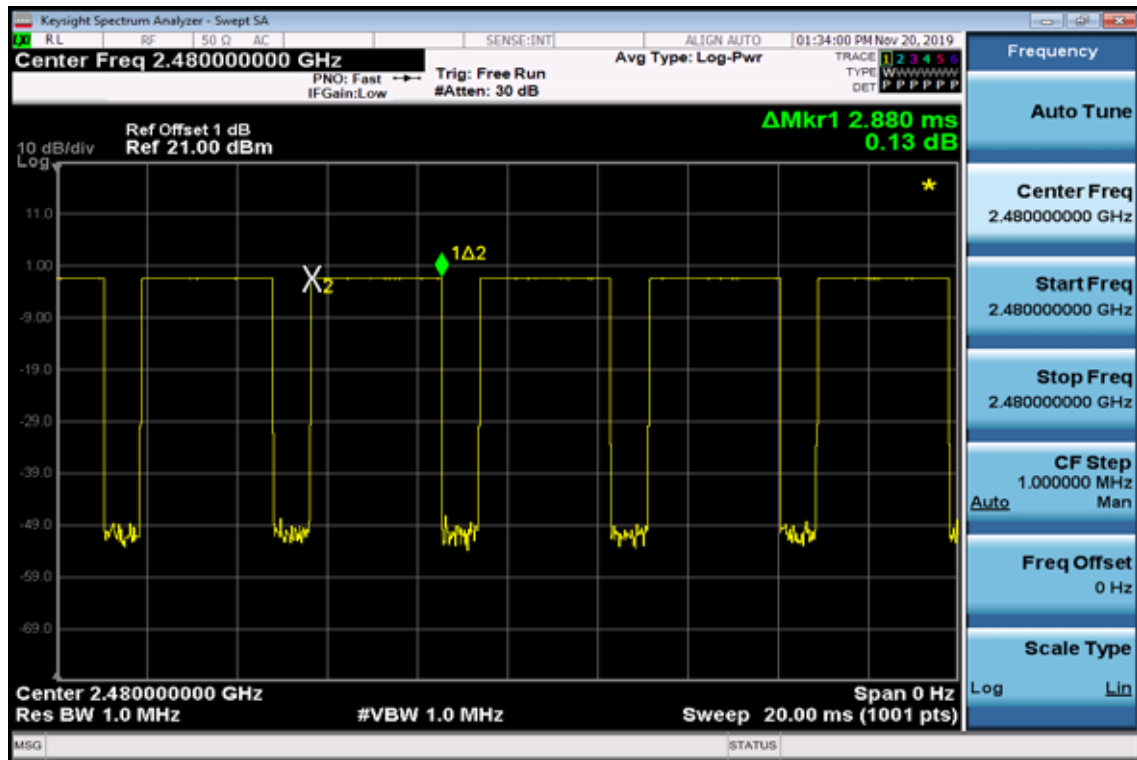 Keysight Spectrum Analyzer - Swept SA
LXI RL RF 50 Ω AC SENSE:INT ALIGN AUTO 01:34:00 PM Nov 20, 2019
Center Freq 2.480000000 GHz
PNO: Fast
IFGain:Low
Trig: Free Run
#Atten: 30 dB
Avg Type: Log-Pwr
TRACE 1 2 3 4 5 6
TYPE WWWWWW
DET P P P P P P
ΔMkr1 2.880 ms
0.13 dB
Ref Offset 1 dB
10 dB/div Ref 21.00 dBm
Log
11.0
1.00
-9.00
-19.0
-29.0
-39.0
-49.0
-59.0
-69.0
X2
1Δ2
*
Center 2.480000000 GHz Span 0 Hz
Res BW 1.0 MHz #VBW 1.0 MHz Sweep 20.00 ms (1001 pts)
MSG STATUS
Frequency
Auto Tune
Center Freq
2.480000000 GHz
Start Freq
2.480000000 GHz
Stop Freq
2.480000000 GHz
CF Step
1.000000 MHz
Auto Man
Freq Offset
0 Hz
Scale Type
Log Lin